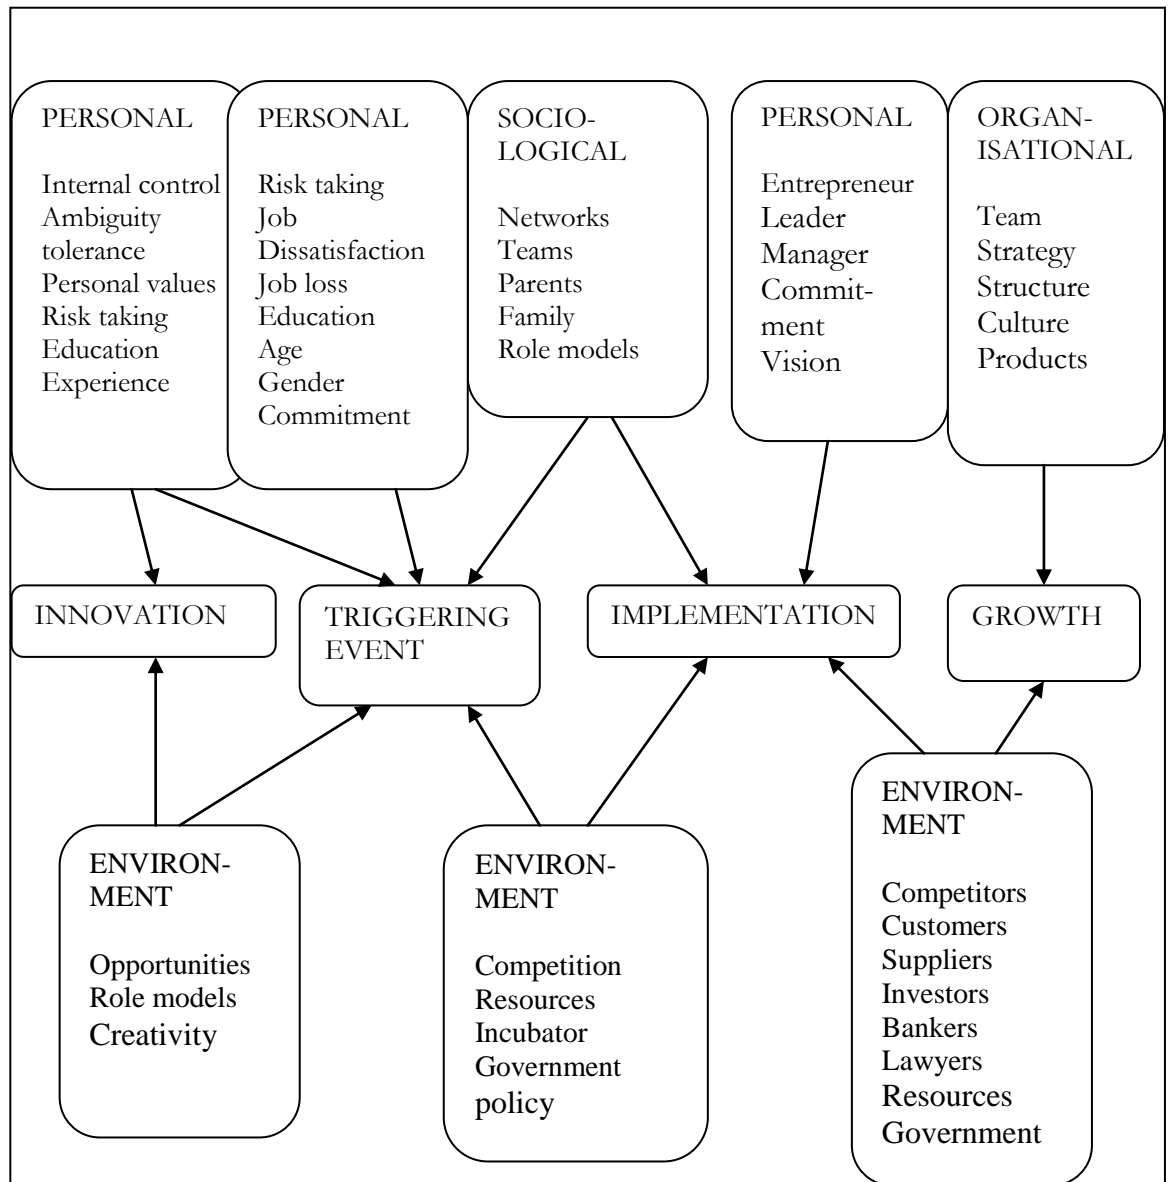 PERSONAL
Internal control
Ambiguity
tolerance
Personal values
Risk taking
Education
Experience
PERSONAL
Risk taking
Job
Dissatisfaction
Job loss
Education
Age
Gender
Commitment
SOCIO-
LOGICAL
Networks
Teams
Parents
Family
Role models
PERSONAL
Entrepreneur
Leader
Manager
Commit-
ment
Vision
ORGAN-
ISATIONAL
Team
Strategy
Structure
Culture
Products
INNOVATION
TRIGGERING
EVENT
IMPLEMENTATION
GROWTH
ENVIRON-
MENT
Opportunities
Role models
Creativity
ENVIRON-
MENT
Competition
Resources
Incubator
Government
policy
ENVIRON-
MENT
Competitors
Customers
Suppliers
Investors
Bankers
Lawyers
Resources
Government